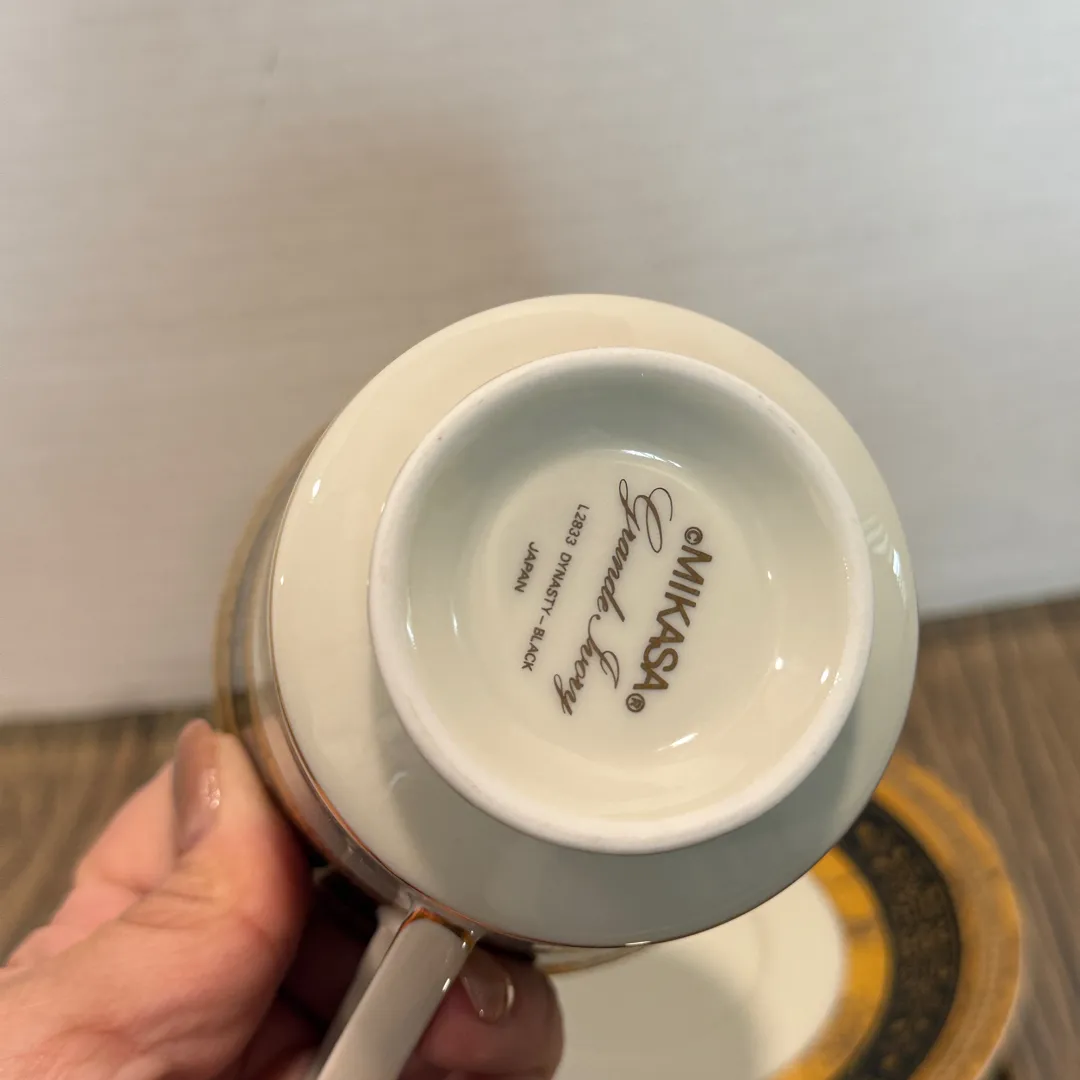 ©MIKASA®
Grande Ivory
L2833 DYNASTY-BLACK
JAPAN